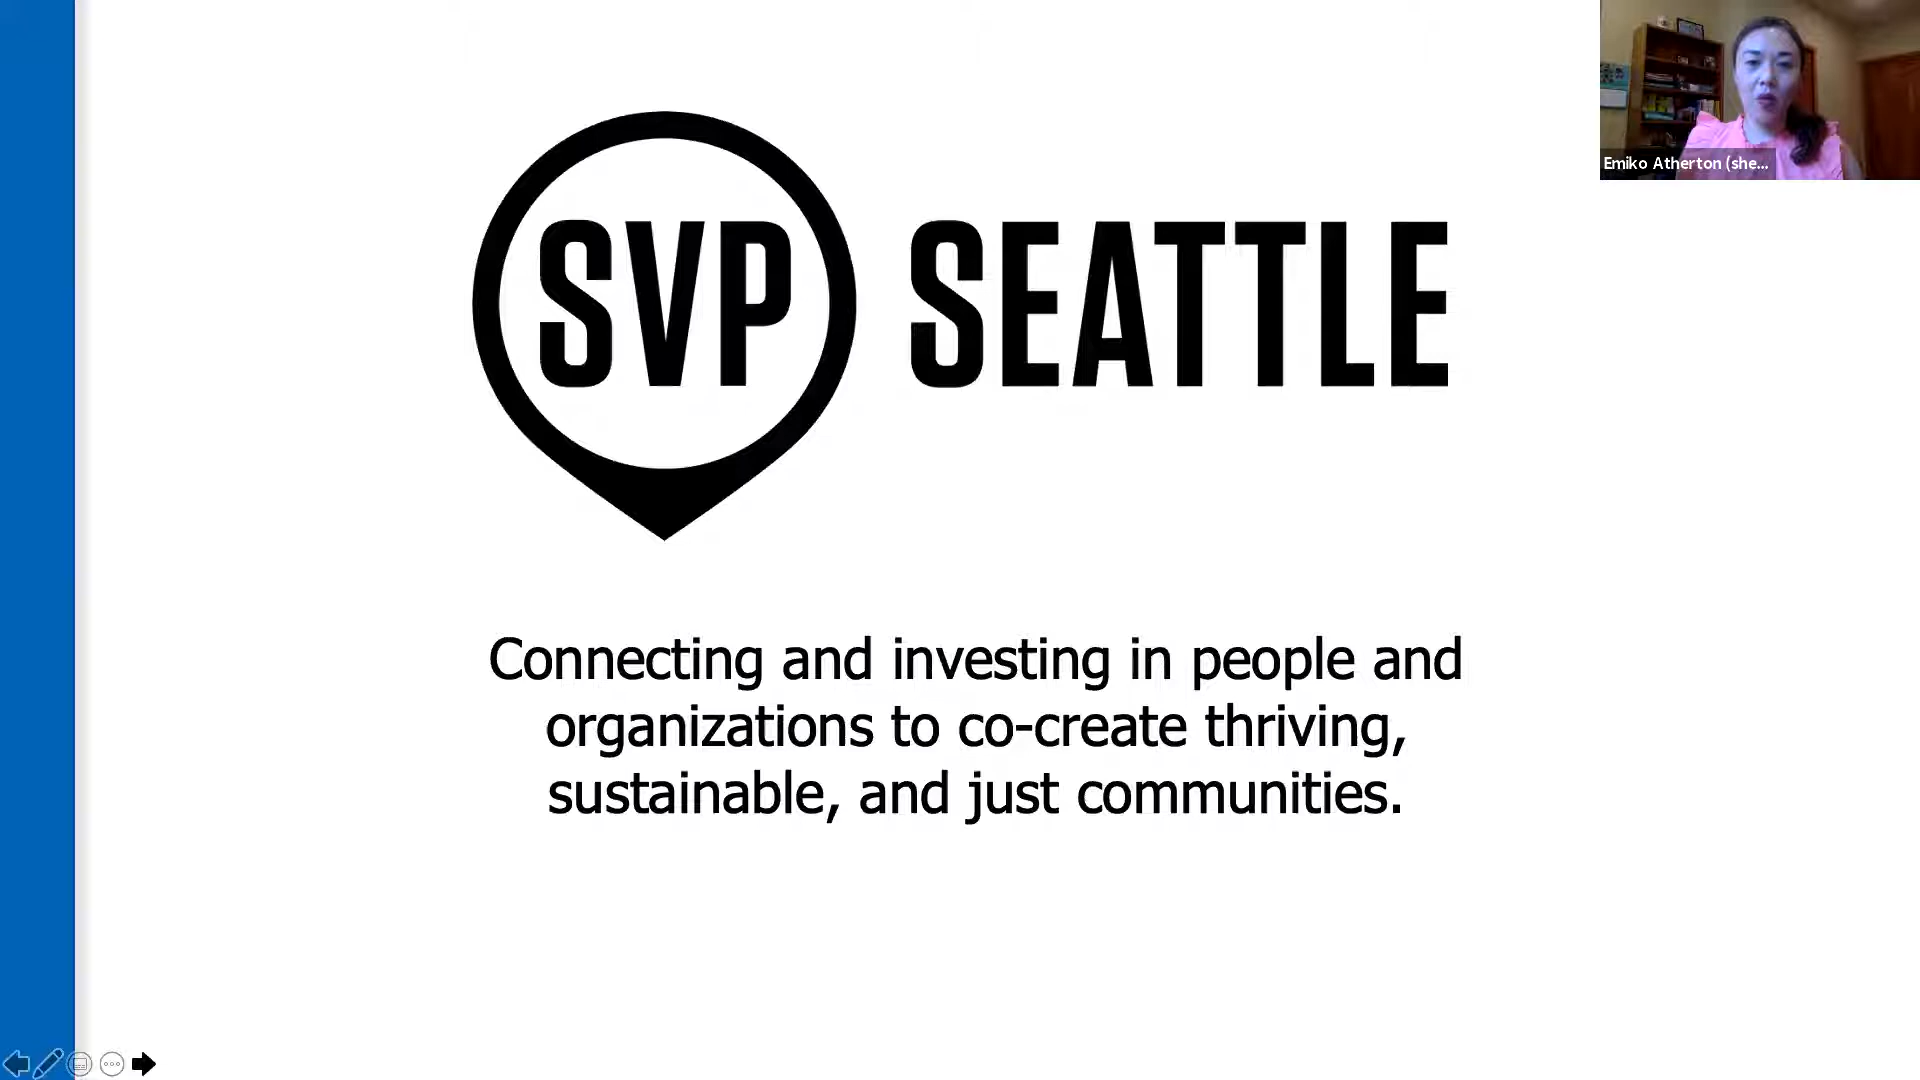 SVP SEATTLE
Emiko Atherton (she...
Connecting and investing in people and
organizations to co-create thriving,
sustainable, and just communities.